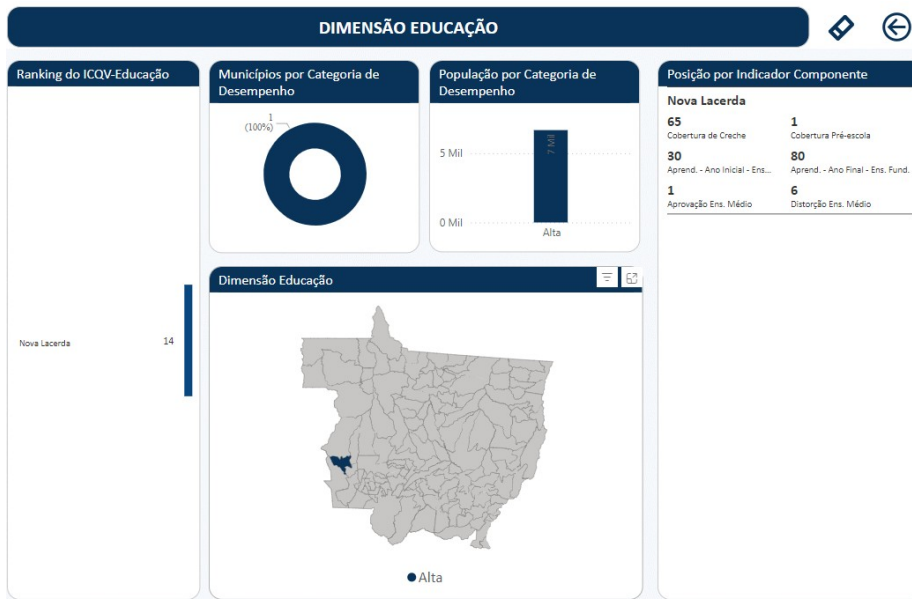 DIMENSÃO EDUCAÇÃO
Ranking do ICQV-Educação
Nova Lacerda
14
Municípios por Categoria de
Desempenho
1
(100%)
População por Categoria de
Desempenho
5 Mil
0 Mil
7 Mil
Alta
Dimensão Educação
Alta
Posição por Indicador Componente
Nova Lacerda
65
1
Cobertura de Creche
Cobertura Pré-escola
30
80
Aprend. - Ano Inicial - Ens...
Aprend. - Ano Final - Ens. Fund.
1
6
Aprovação Ens. Médio
Distorção Ens. Médio